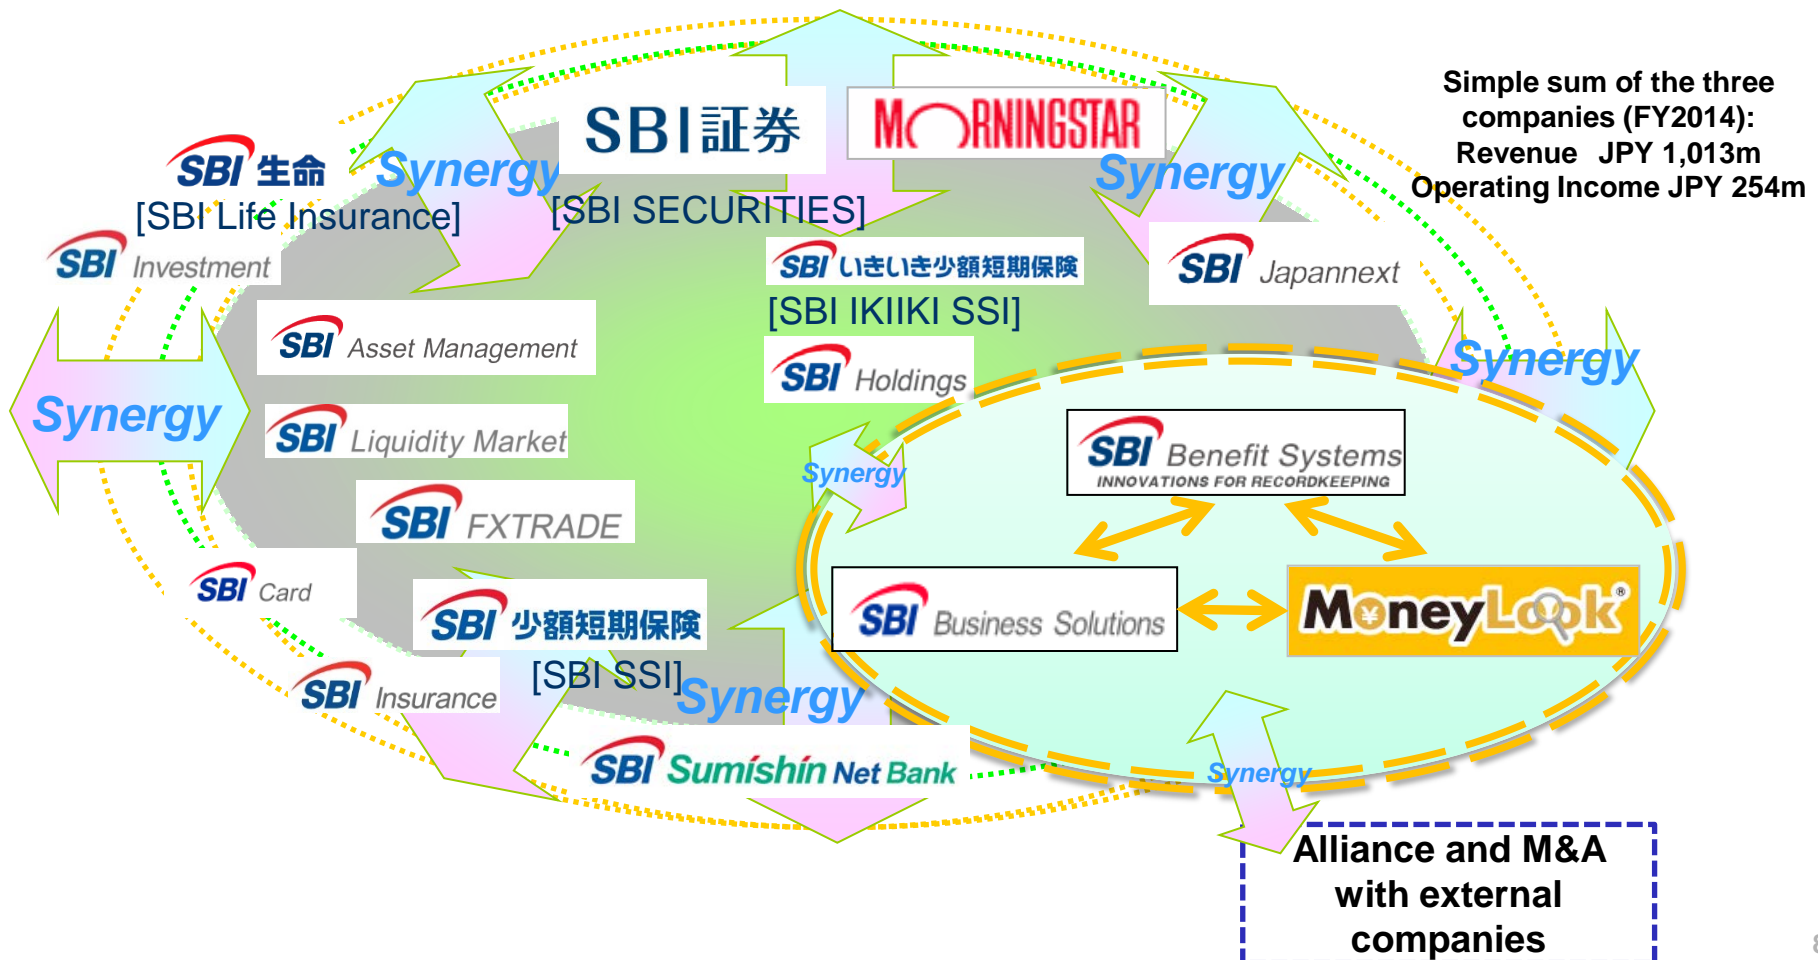 Simple sum of the three
companies (FY2014):
Revenue JPY 1,013m
Operating Income JPY 254m
SBI証券
[SBI SECURITIES]
MORNINGSTAR
SBI生命
[SBI Life Insurance]
Synergy
Synergy
SBI Investment
SBI いきいき少額短期保険
[SBI IKIIKI SSI]
SBI Japannext
SBI Asset Management
SBI Holdings
Synergy
Synergy
SBI Liquidity Market
SBI Benefit Systems
INNOVATIONS FOR RECORDKEEPING
Synergy
SBI FXTRADE
SBI Card
SBI 少額短期保険
[SBI SSI]
SBI Business Solutions
MoneyLook®
SBI Insurance
Synergy
SBI Sumishin Net Bank
Synergy
Alliance and M&A
with external
companies